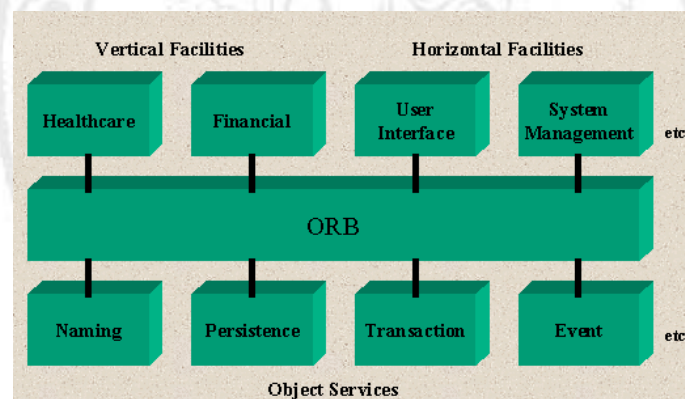 Vertical Facilities
Horizontal Facilities
Healthcare
Financial
User
Interface
System
Management
etc
ORB
Naming
Persistence
Transaction
Event
etc
Object Services